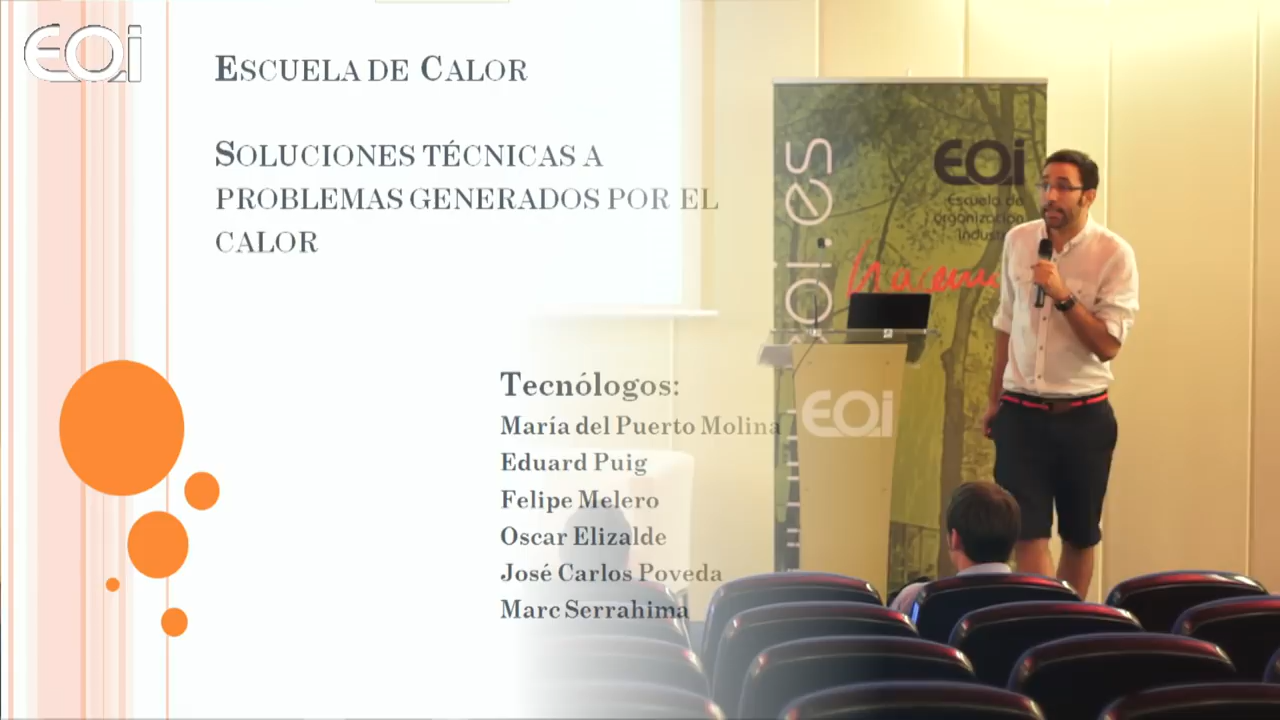 EOi
ESCUELA DE CALOR
SOLUCIONES TÉCNICAS A
PROBLEMAS GENERADOS POR EL
CALOR
Tecnólogos:
María del Puerto Molina
Eduard Puig
Felipe Melero
Oscar Elizalde
José Carlos Poveda
Marc Serrahima
eoi.es
EOi
Escuela de
organización
Industrial
EOi